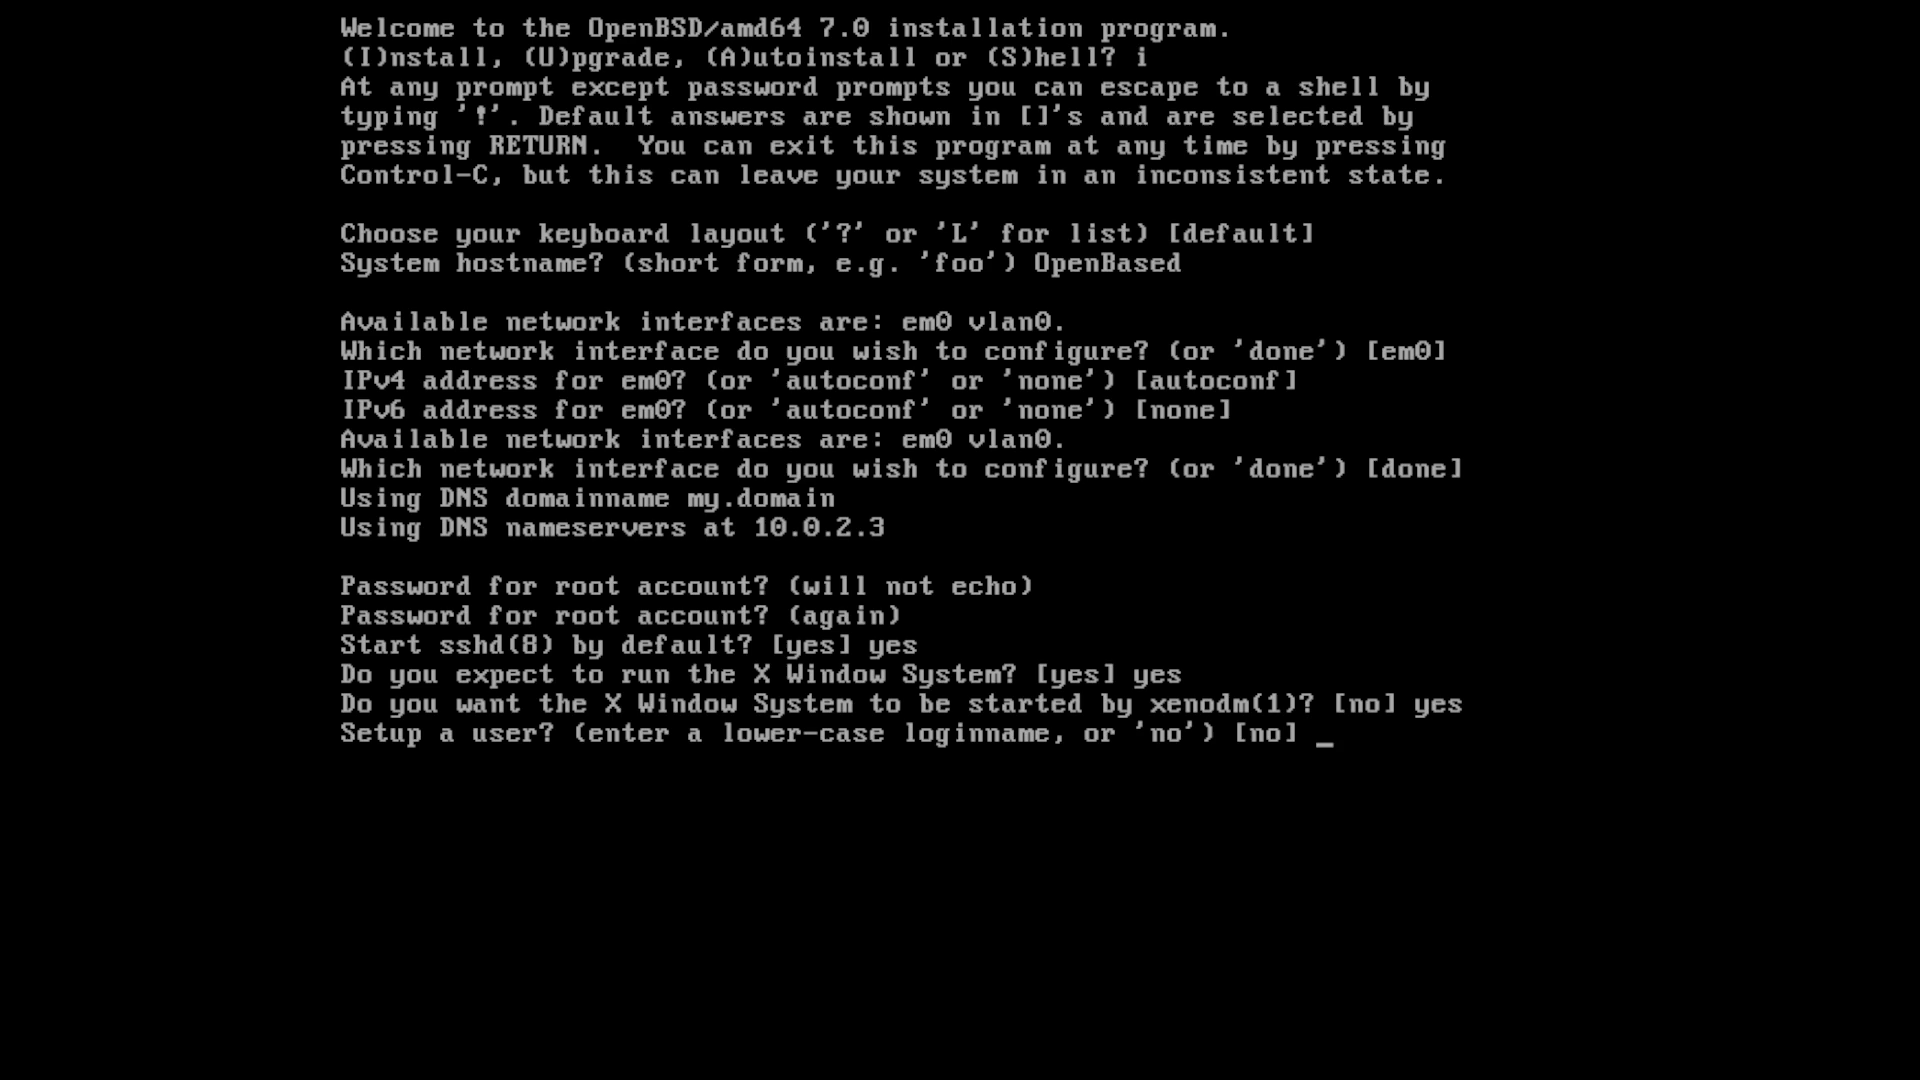 Welcome to the OpenBSD/amd64 7.0 installation program.
(I)nstall, (U)pgrade, (A)utoinstall or (S)hell? i
At any prompt except password prompts you can escape to a shell by
typing '!'. Default answers are shown in []'s and are selected by
pressing RETURN.  You can exit this program at any time by pressing
Control-C, but this can leave your system in an inconsistent state.

Choose your keyboard layout ('?' or 'L' for list) [default]
System hostname? (short form, e.g. 'foo') OpenBased

Available network interfaces are: em0 vlan0.
Which network interface do you wish to configure? (or 'done') [em0]
IPv4 address for em0? (or 'autoconf' or 'none') [autoconf]
IPv6 address for em0? (or 'autoconf' or 'none') [none]
Available network interfaces are: em0 vlan0.
Which network interface do you wish to configure? (or 'done') [done]
Using DNS domainname my.domain
Using DNS nameservers at 10.0.2.3

Password for root account? (will not echo)
Password for root account? (again)
Start sshd(8) by default? [yes] yes
Do you expect to run the X Window System? [yes] yes
Do you want the X Window System to be started by xenodm(1)? [no] yes
Setup a user? (enter a lower-case loginname, or 'no') [no] _